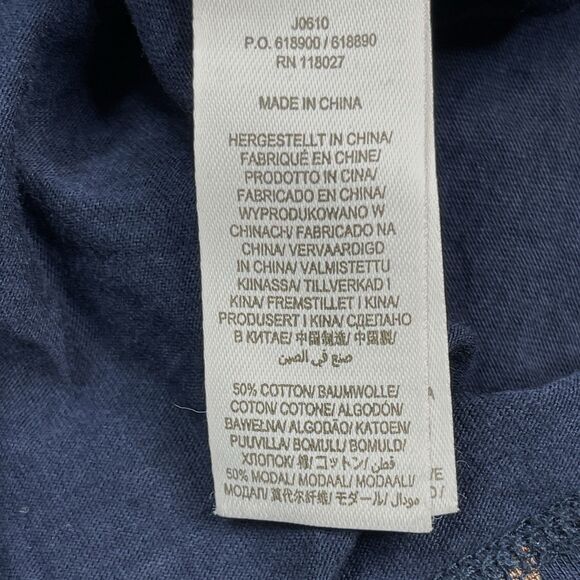 J0610
P.O. 618900 / 618890
RN 118027
MADE IN CHINA
HERGESTELLT IN CHINA/
FABRIQUÉ EN CHINE/
PRODOTTO IN CINA/
FABRICADO EN CHINA/
WYPRODUKOWANO W
CHINACH/ FABRICADO NA
CHINA/ VERVAARDIGD
IN CHINA/ VALMISTETTU
KIINASSA/ TILLVERKAD I
KINA/ FREMSTILLET I KINA/
PRODUSERT I KINA/ СДЕЛАНО
В КИТАЕ/ 中国制造/ 中国製/
صنع في الصين
50% COTTON/ BAUMWOLLE/
COTON/ COTONE/ ALGODÓN/
BAWEŁNA/ ALGODÃO/ KATOEN/
PUUVILLA/ BOMULL/ BOMULD/
ХЛОПОК/ 棉/ コットン/ قطن/
50% MODAL/ MODAAL/ MODAALI/
МОДАЛ/ 莫代尔纤维/ モダール/ مودال/